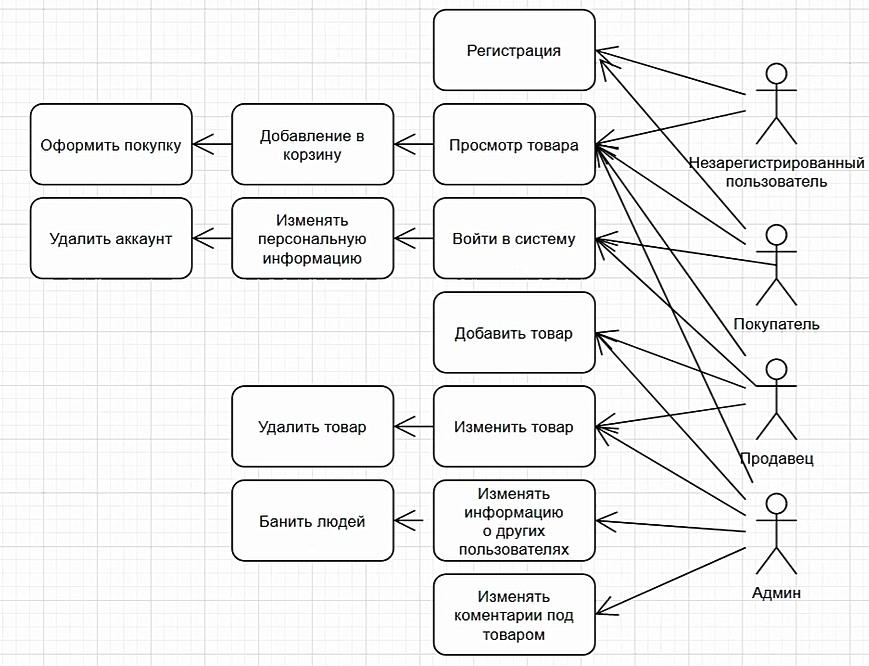 Регистрация
Оформить покупку
Добавление в
корзину
Просмотр товара
Незарегистрированный
пользователь
Удалить аккаунт
Изменять
персональную
информацию
Войти в систему
Покупатель
Добавить товар
Удалить товар
Изменить товар
Продавец
Банить людей
Изменять
информацию
о других
пользователях
Админ
Изменять
коментарии под
товаром